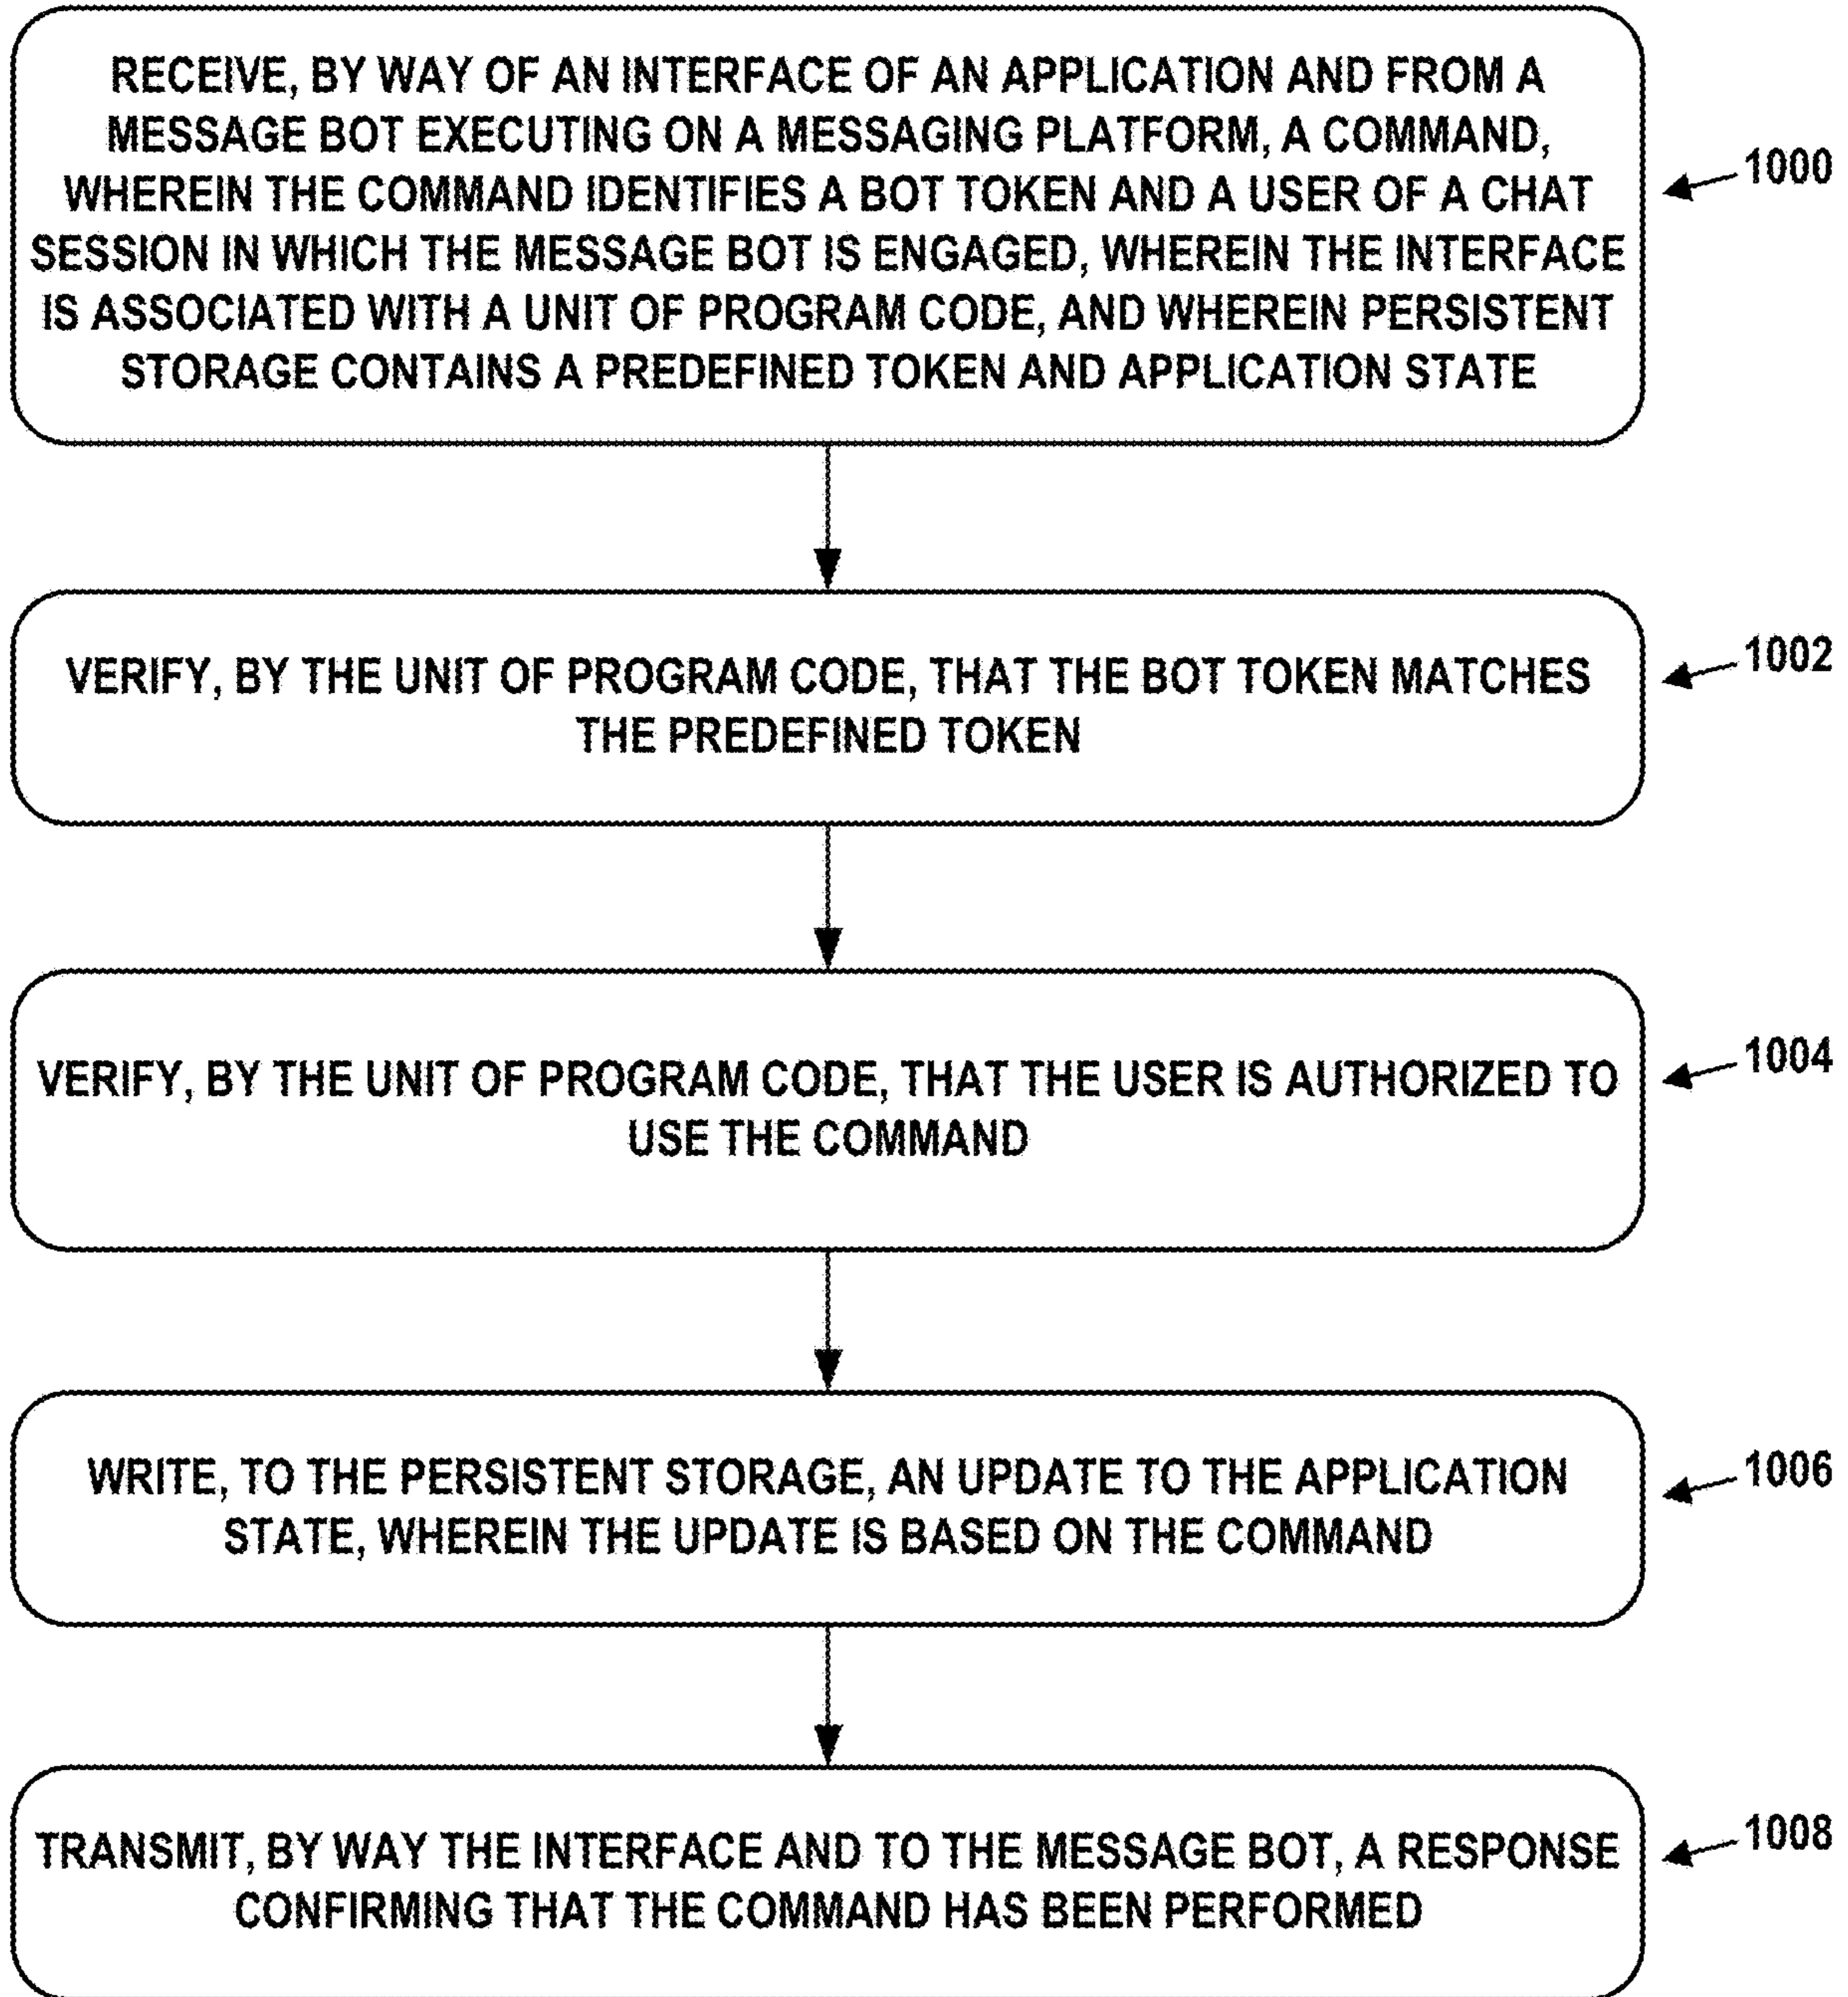 RECEIVE, BY WAY OF AN INTERFACE OF AN APPLICATION AND FROM A
MESSAGE BOT EXECUTING ON A MESSAGING PLATFORM, A COMMAND,
WHEREIN THE COMMAND IDENTIFIES A BOT TOKEN AND A USER OF A CHAT
SESSION IN WHICH THE MESSAGE BOT IS ENGAGED, WHEREIN THE INTERFACE
IS ASSOCIATED WITH A UNIT OF PROGRAM CODE, AND WHEREIN PERSISTENT
STORAGE CONTAINS A PREDEFINED TOKEN AND APPLICATION STATE
1000
VERIFY, BY THE UNIT OF PROGRAM CODE, THAT THE BOT TOKEN MATCHES
THE PREDEFINED TOKEN
1002
VERIFY, BY THE UNIT OF PROGRAM CODE, THAT THE USER IS AUTHORIZED TO
USE THE COMMAND
1004
WRITE, TO THE PERSISTENT STORAGE, AN UPDATE TO THE APPLICATION
STATE, WHEREIN THE UPDATE IS BASED ON THE COMMAND
1006
TRANSMIT, BY WAY THE INTERFACE AND TO THE MESSAGE BOT, A RESPONSE
CONFIRMING THAT THE COMMAND HAS BEEN PERFORMED
1008